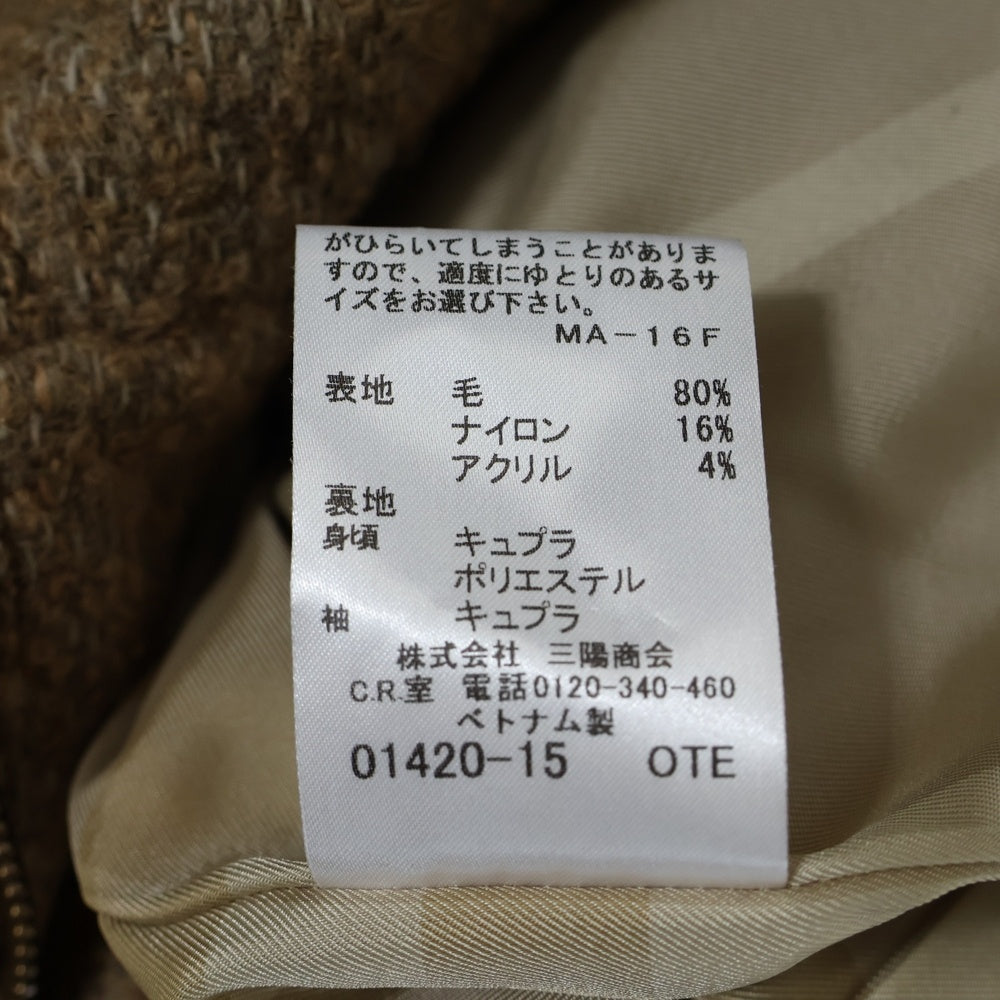 がひらいてしまうことがありま
すので、適度にゆとりのあるサ
イズをお選び下さい。
MA－16F
表地 毛 80%
ナイロン 16%
アクリル 4%
裏地
身頃 キュプラ
ポリエステル
袖 キュプラ
株式会社 三陽商会
C.R.室 電話0120-340-460
ベトナム製
01420-15 OTE